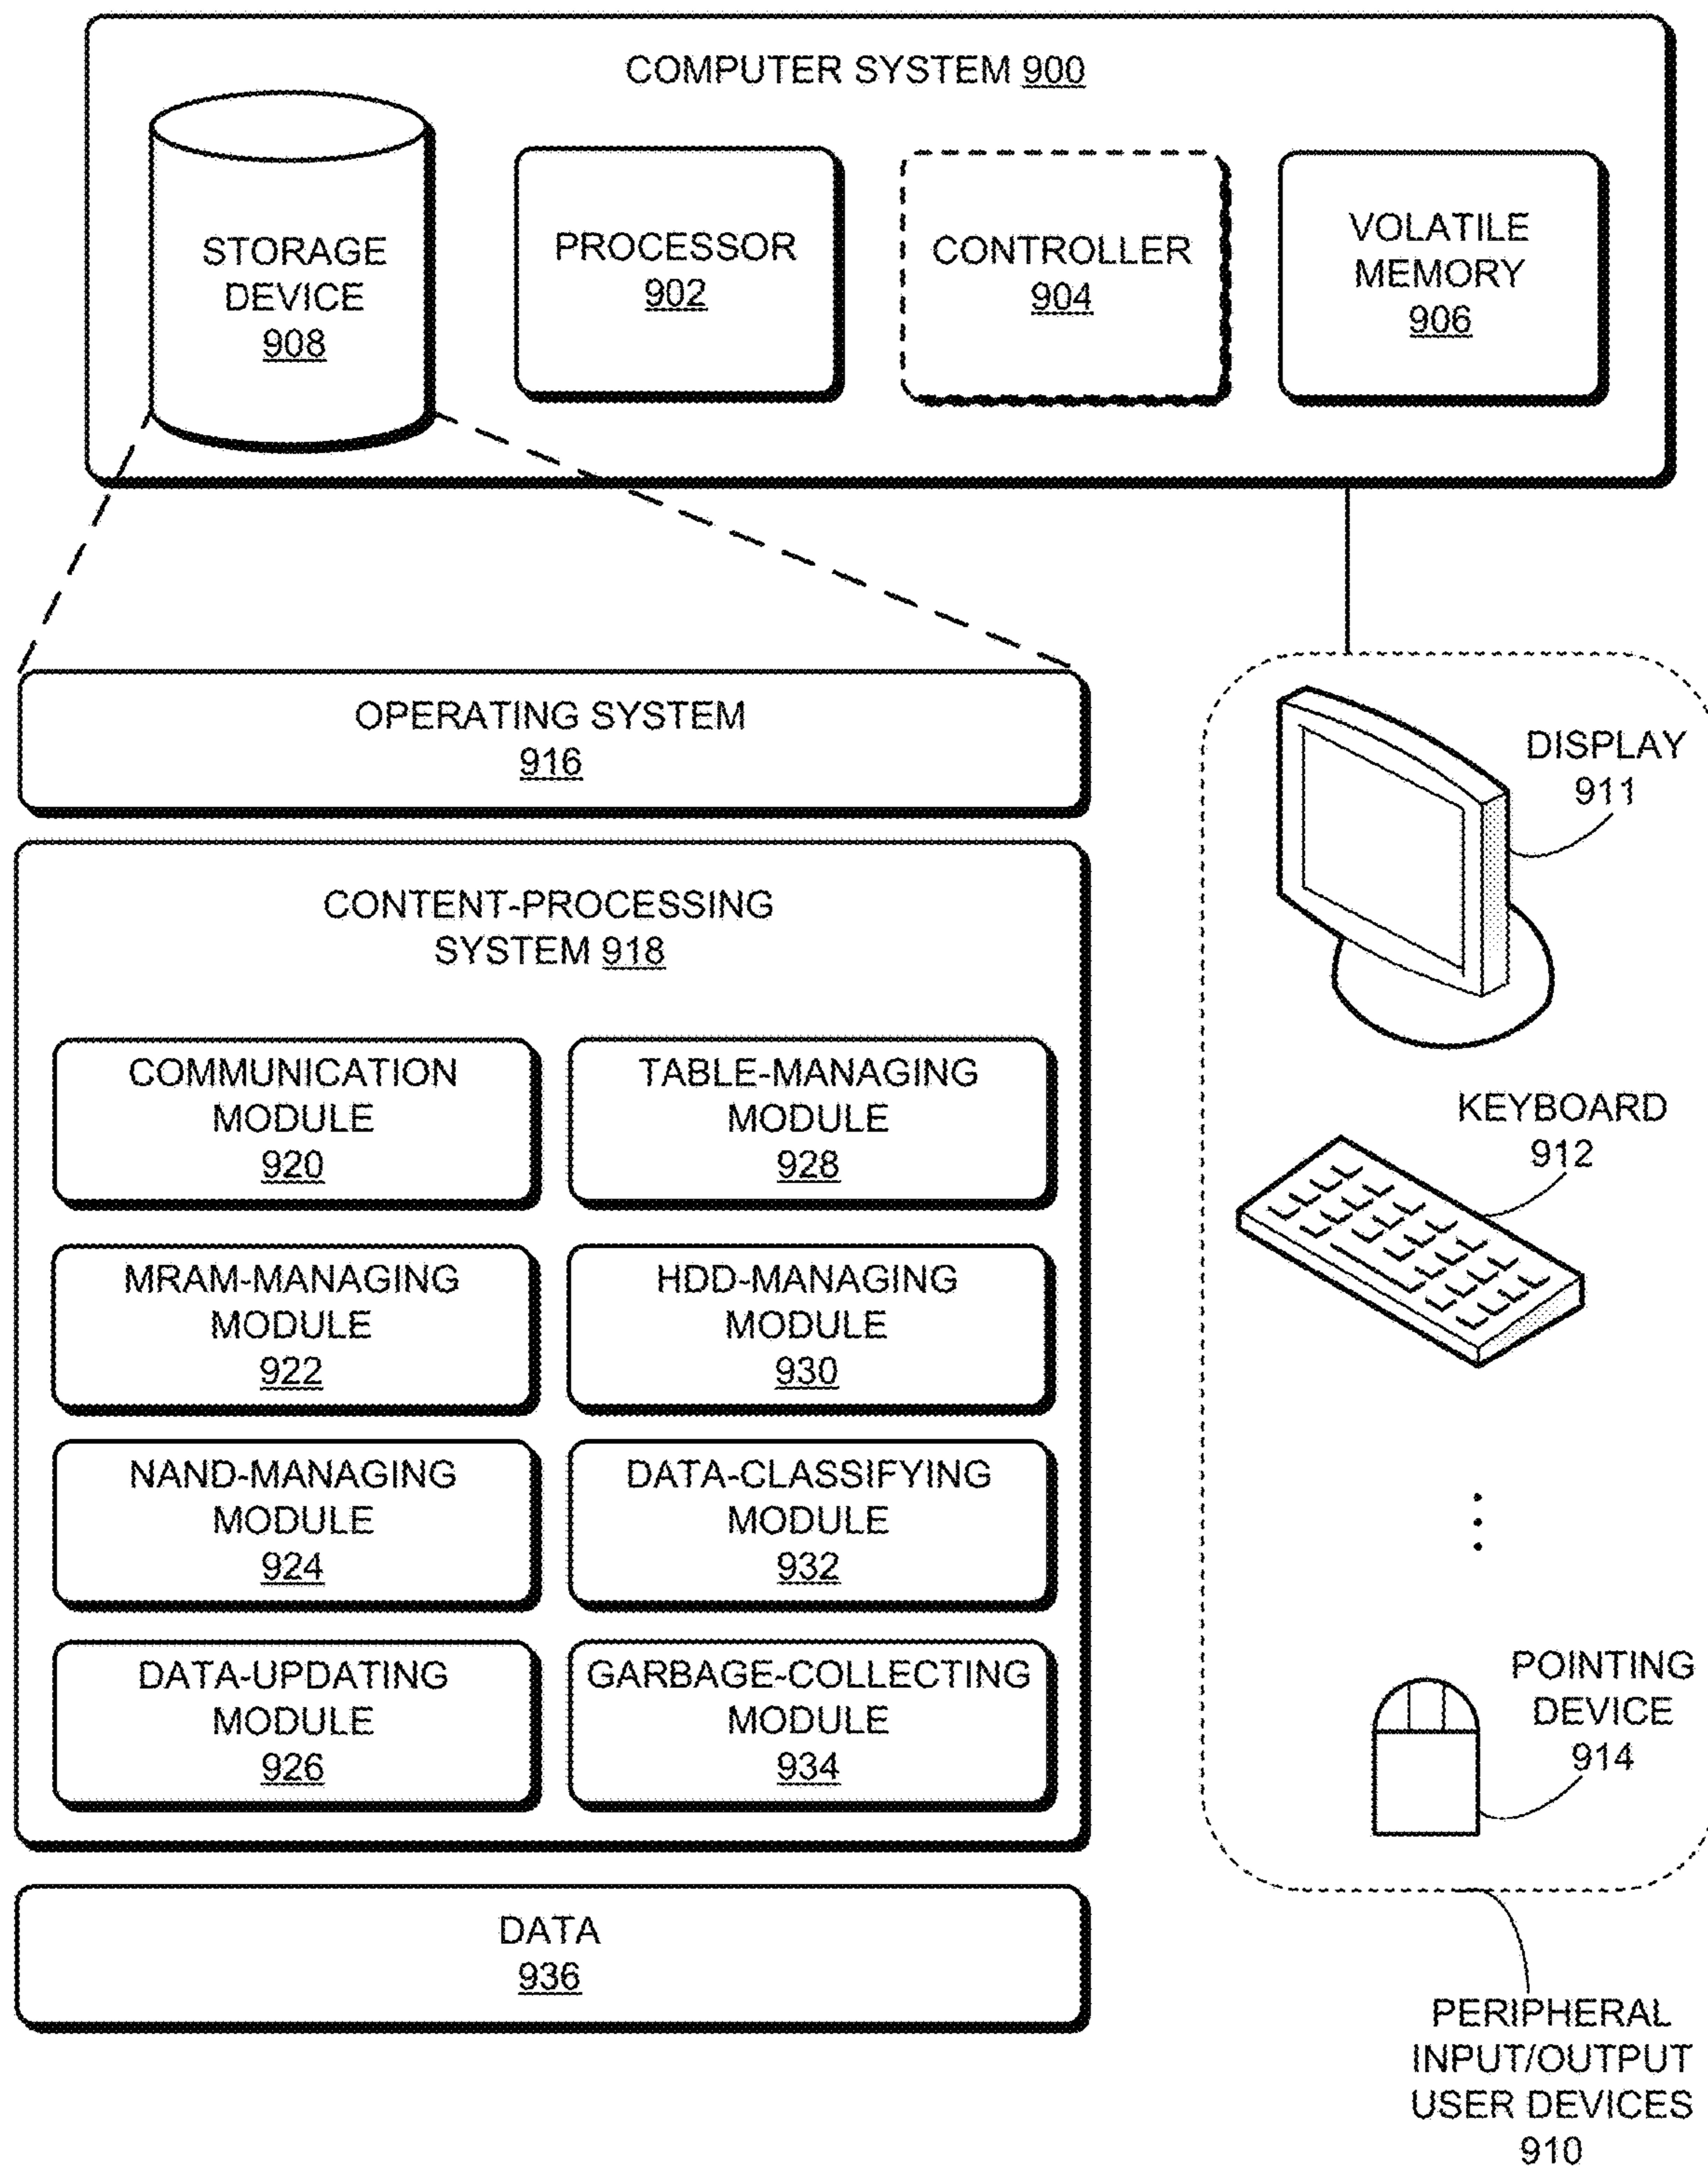 COMPUTER SYSTEM 900
STORAGE
DEVICE
908
PROCESSOR
902
CONTROLLER
904
VOLATILE
MEMORY
906
OPERATING SYSTEM
916
CONTENT-PROCESSING
SYSTEM 918
COMMUNICATION
MODULE
920
TABLE-MANAGING
MODULE
928
MRAM-MANAGING
MODULE
922
HDD-MANAGING
MODULE
930
NAND-MANAGING
MODULE
924
DATA-CLASSIFYING
MODULE
932
DATA-UPDATING
MODULE
926
GARBAGE-COLLECTING
MODULE
934
DATA
936
DISPLAY
911
KEYBOARD
912
POINTING
DEVICE
914
PERIPHERAL
INPUT/OUTPUT
USER DEVICES
910